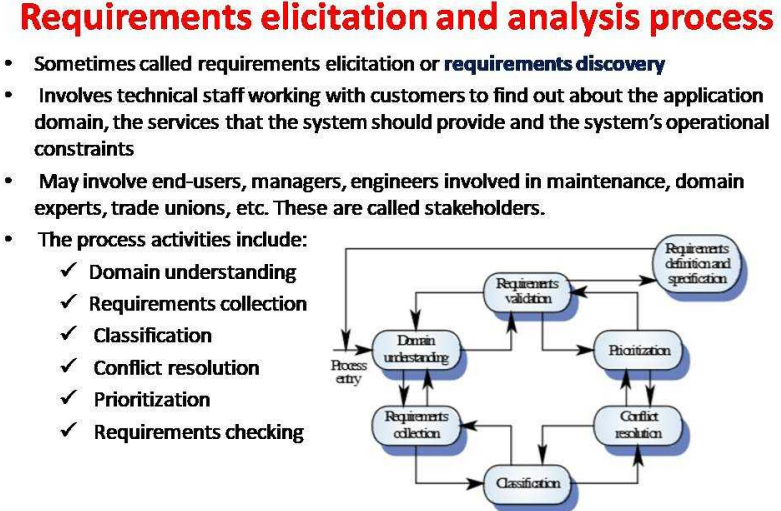 Requirements elicitation and analysis process
• Sometimes called requirements elicitation or requirements discovery
• Involves technical staff working with customers to find out about the application
domain, the services that the system should provide and the system's operational
constraints
• May involve end-users, managers, engineers involved in maintenance, domain
experts, trade unions, etc. These are called stakeholders.
• The process activities include:
✓ Domain understanding
✓ Requirements collection
✓ Classification
✓ Conflict resolution
✓ Prioritization
✓ Requirements checking
Requirements
definition and
specification
Requirements
validation
Domain
understanding
Prioritization
Process
entry
Requirements
collection
Conflict
resolution
Classification